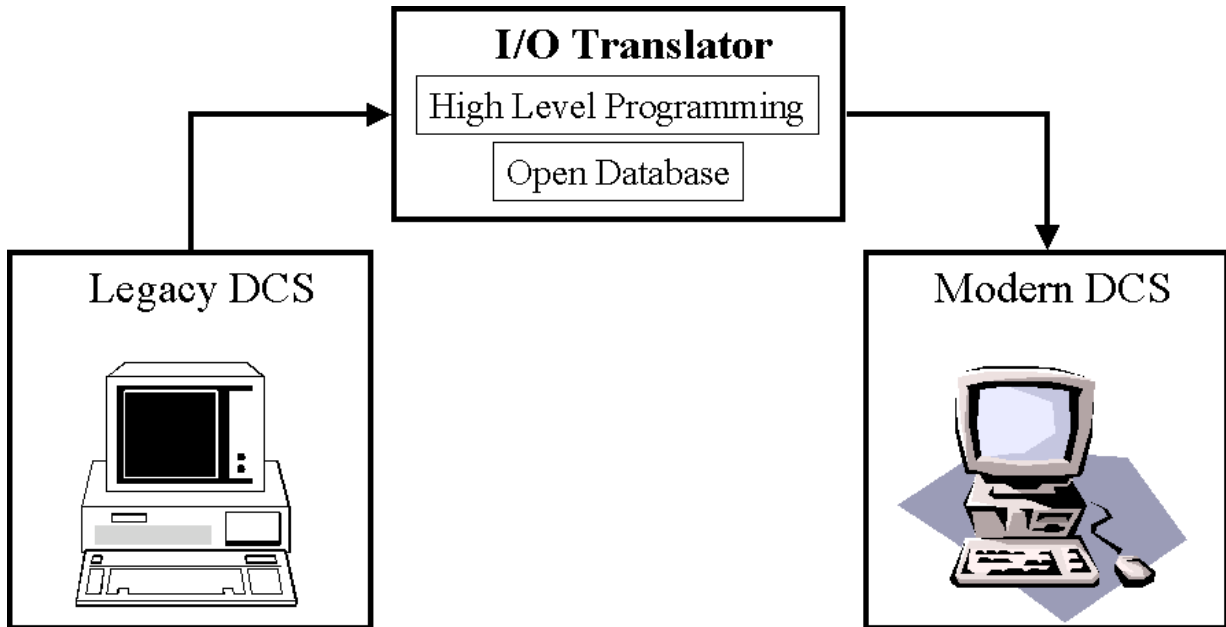 I/O Translator
High Level Programming
Open Database
Legacy DCS
Modern DCS